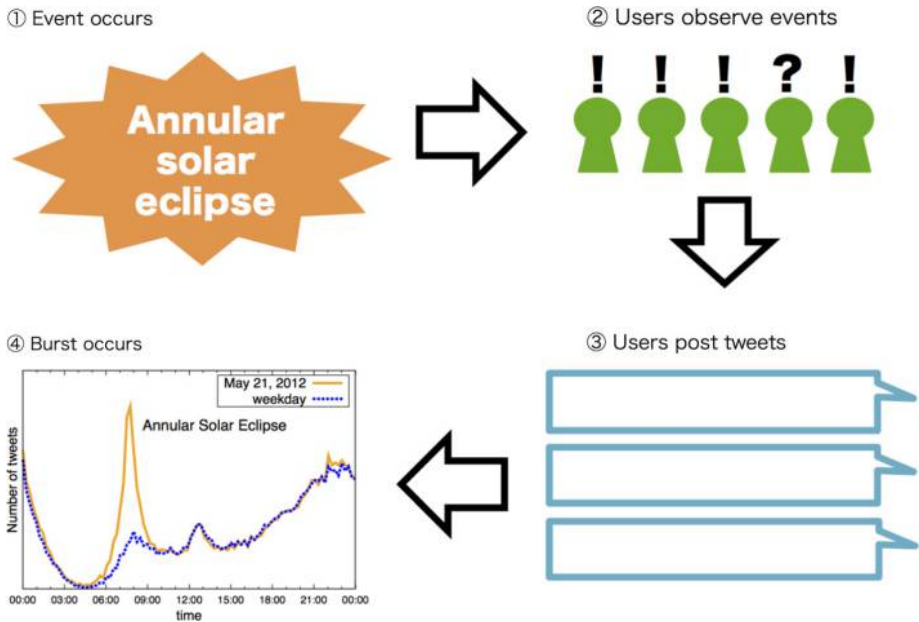 ① Event occurs
Annular
solar
eclipse
② Users observe events
! ! ! ? !
③ Users post tweets
④ Burst occurs
May 21, 2012
weekday
Annular Solar Eclipse
Number of tweets
00:00 03:00 06:00 09:00 12:00 15:00 18:00 21:00 00:00
time